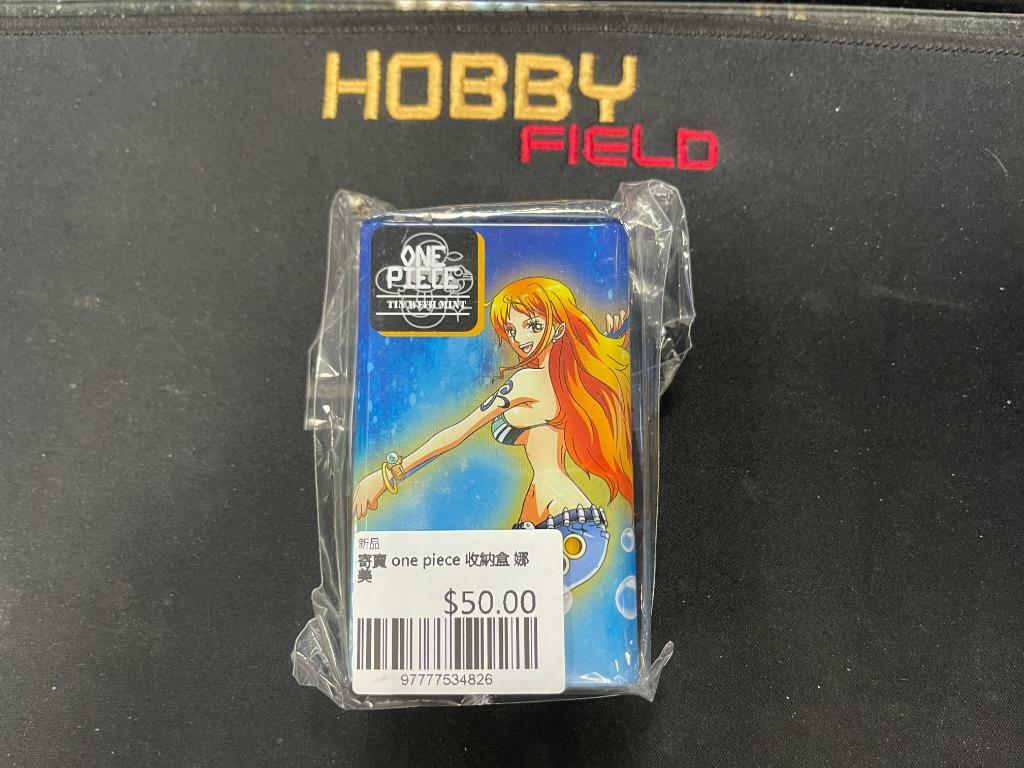 HOBBY
FIELD
ONE
PIECE
TIN WITH MINT
新品
寄賣 one piece 收納盒 娜
美
$50.00
97777534826